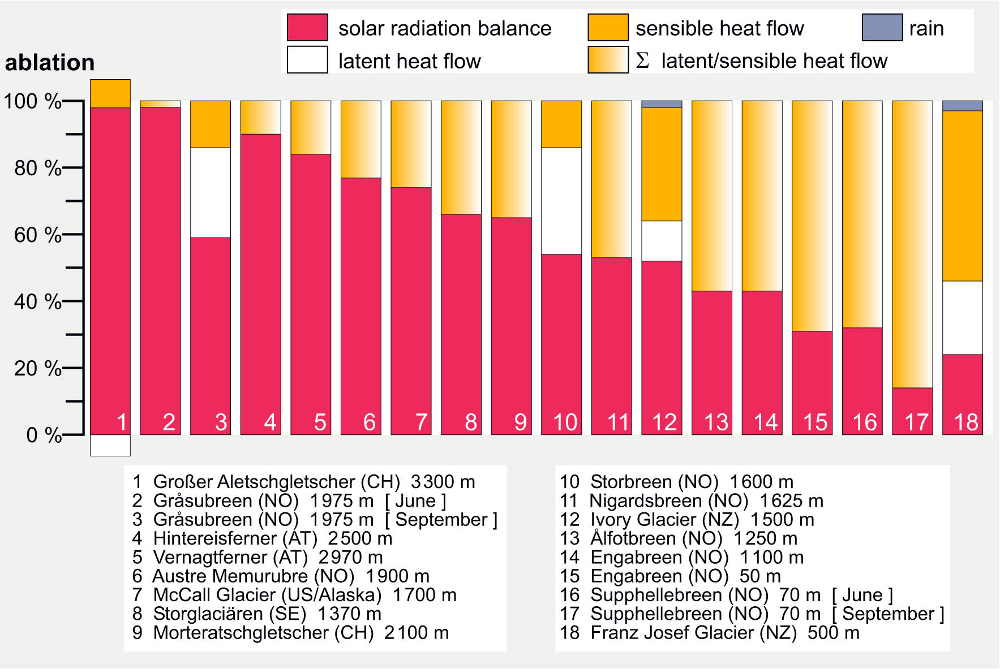 solar radiation balance
sensible heat flow
rain
latent heat flow
Σ latent/sensible heat flow
ablation
100 %
80 %
60 %
40 %
20 %
0 %
1 2 3 4 5 6 7 8 9 10 11 12 13 14 15 16 17 18
1 Großer Aletschgletscher (CH) 3300 m
2 Gråsubreen (NO) 1975 m [ June ]
3 Gråsubreen (NO) 1975 m [ September ]
4 Hintereisferner (AT) 2500 m
5 Vernagtferner (AT) 2970 m
6 Austre Memurubre (NO) 1900 m
7 McCall Glacier (US/Alaska) 1700 m
8 Storglaciären (SE) 1370 m
9 Morteratschgletscher (CH) 2100 m
10 Storbreen (NO) 1600 m
11 Nigardsbreen (NO) 1625 m
12 Ivory Glacier (NZ) 1500 m
13 Ålfotbreen (NO) 1250 m
14 Engabreen (NO) 1100 m
15 Engabreen (NO) 50 m
16 Supphellebreen (NO) 70 m [ June ]
17 Supphellebreen (NO) 70 m [ September ]
18 Franz Josef Glacier (NZ) 500 m